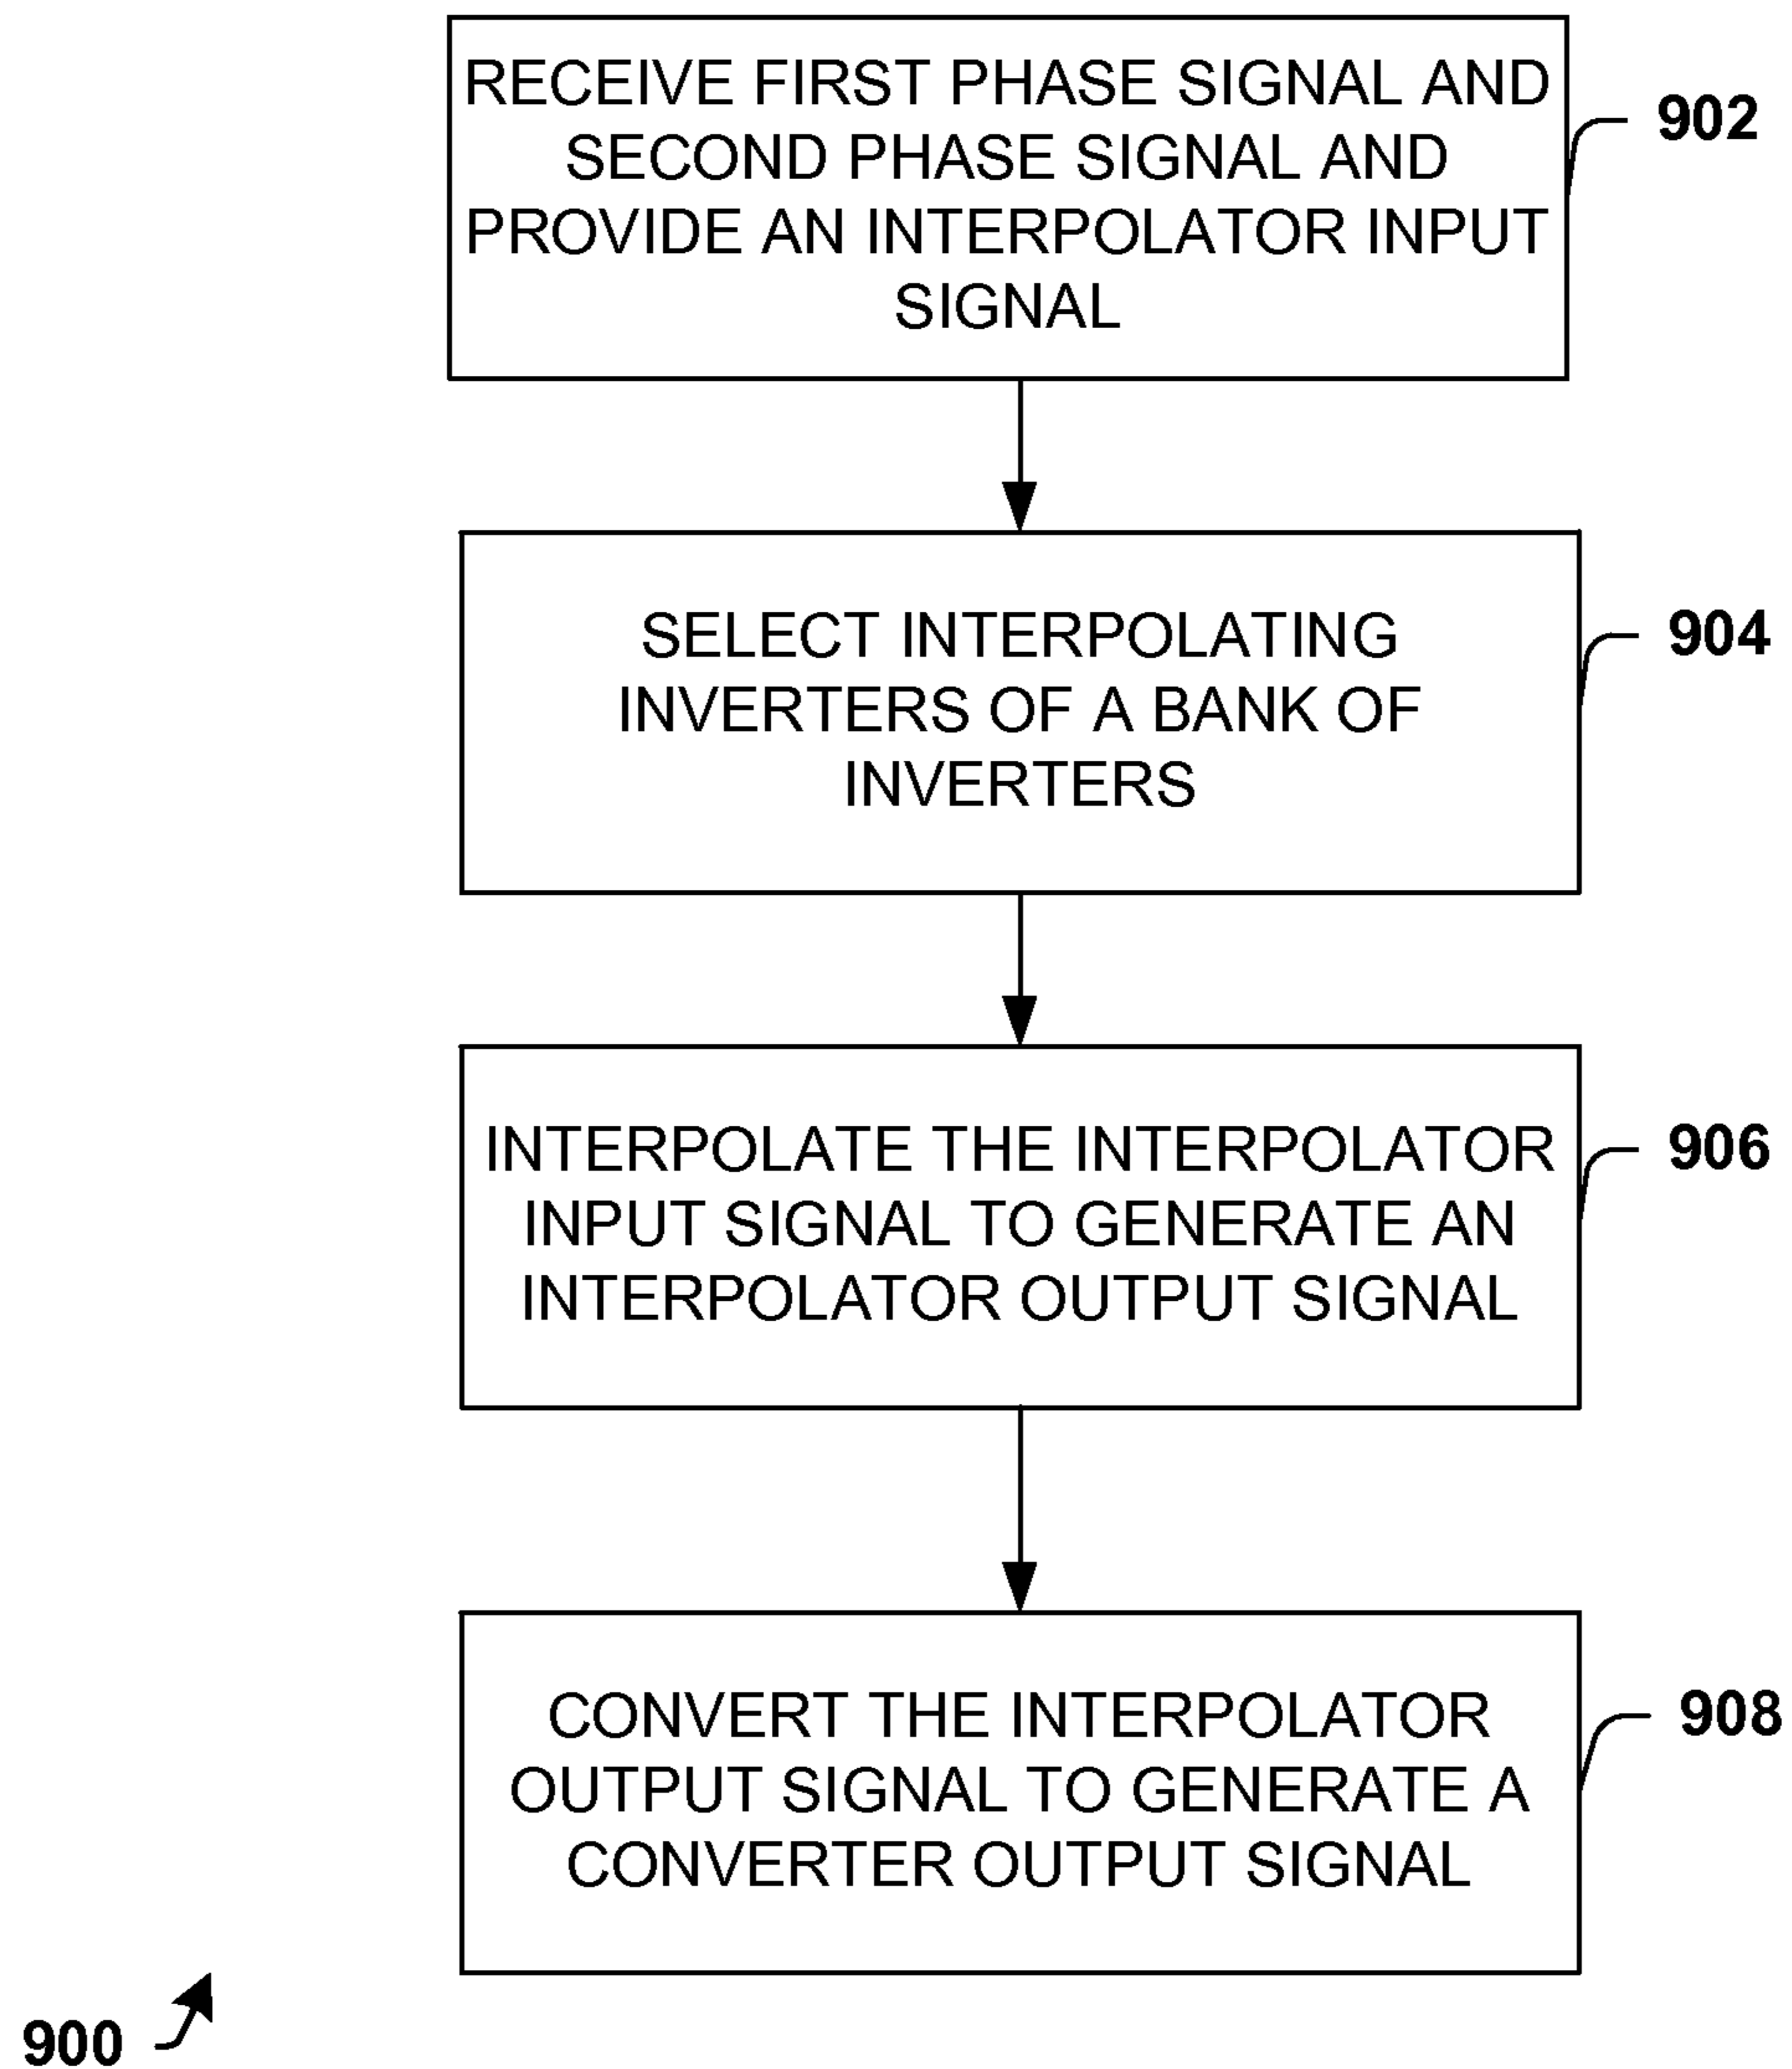 RECEIVE FIRST PHASE SIGNAL AND
SECOND PHASE SIGNAL AND
PROVIDE AN INTERPOLATOR INPUT
SIGNAL
902
SELECT INTERPOLATING
INVERTERS OF A BANK OF
INVERTERS
904
INTERPOLATE THE INTERPOLATOR
INPUT SIGNAL TO GENERATE AN
INTERPOLATOR OUTPUT SIGNAL
906
CONVERT THE INTERPOLATOR
OUTPUT SIGNAL TO GENERATE A
CONVERTER OUTPUT SIGNAL
908
900